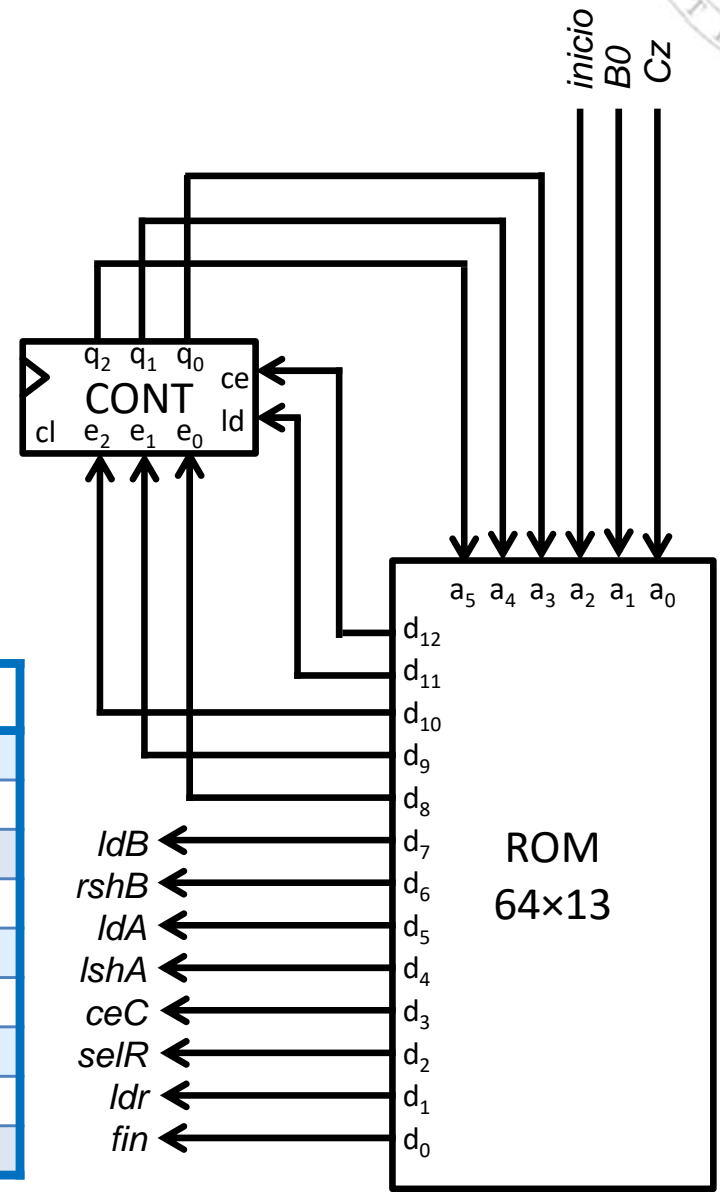 inicio
B0
Cz
q₂ q₁ q₀
ce
CONT
ld
cl e₂ e₁ e₀
a₅ a₄ a₃ a₂ a₁ a₀
d₁₂
d₁₁
d₁₀
d₉
d₈
ldB d₇
ROM
rshB d₆
64×13
ldA d₅
lshA d₄
ceC d₃
selR d₂
ldr d₁
fin d₀